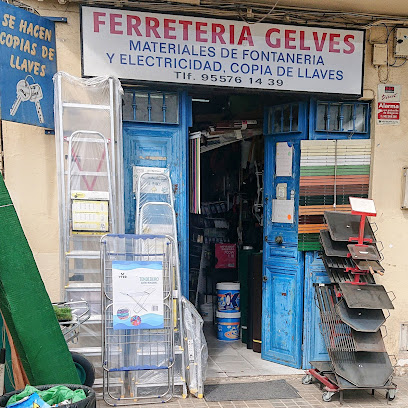 SE HACEN
COPIAS DE
LLAVES
FERRETERIA GELVES
MATERIALES DE FONTANERIA
Y ELECTRICIDAD, COPIA DE LLAVES
Tlf. 95576 14 39
Alarma